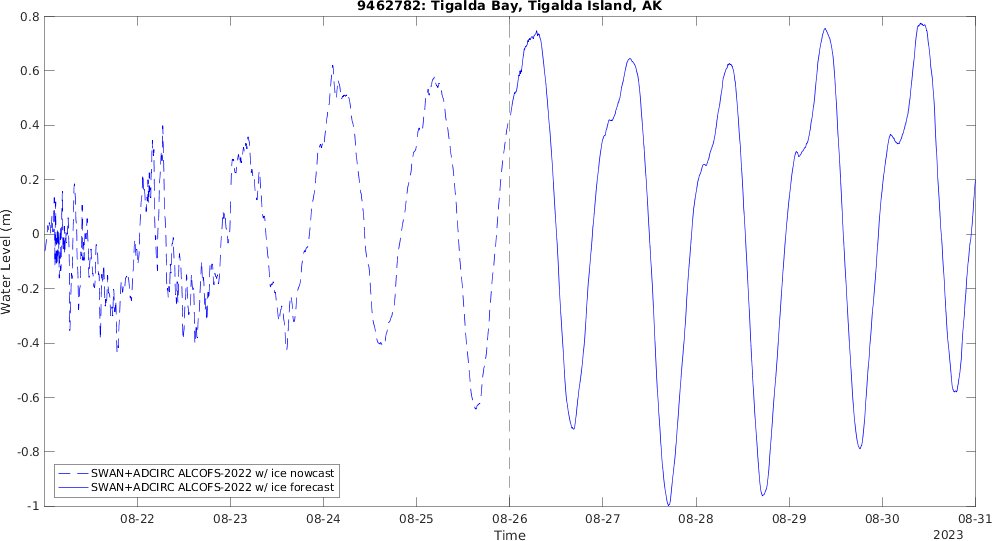 9462782: Tigalda Bay, Tigalda Island, AK
0.8
0.6
0.4
0.2
0
-0.2
-0.4
-0.6
-0.8
-1
Water Level (m)
SWAN+ADCIRC ALCOFS-2022 w/ ice nowcast
SWAN+ADCIRC ALCOFS-2022 w/ ice forecast
08-22 08-23 08-24 08-25 08-26 08-27 08-28 08-29 08-30 08-31
Time
2023